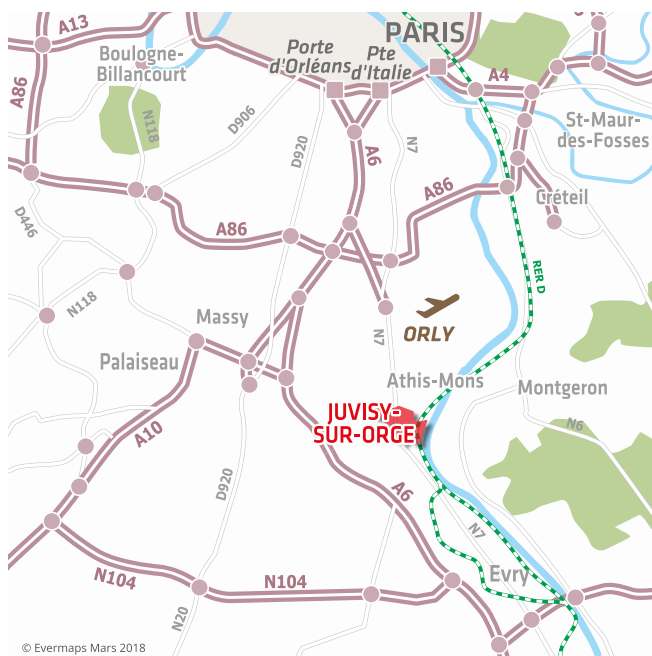 PARIS
A13
Porte
d'Orléans
Pte
d'Italie
Boulogne-
Billancourt
A86
A4
N118
D906
D920
A6
N7
St-Maur-
des-Fosses
A86
Créteil
D446
A86
RER D
N118
Massy
ORLY
N7
Palaiseau
Athis-Mons
Montgeron
JUVISY-
SUR-ORGE
N6
A10
D920
A6
N7
N104
N104
Evry
N20
© Evermaps Mars 2018